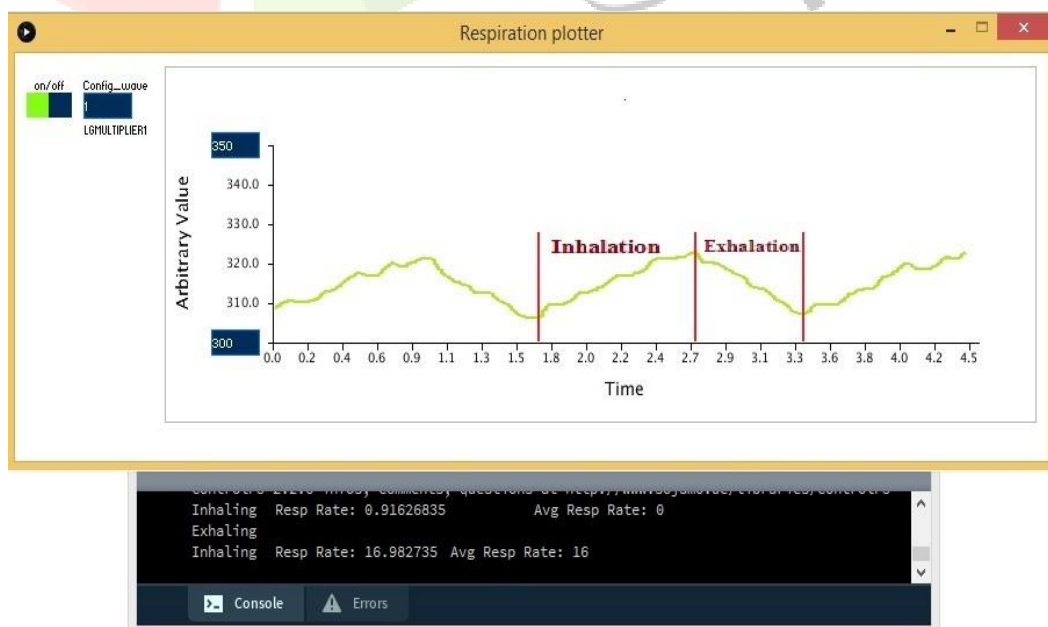 Respiration plotter
on/off Config_wave
1
LGMULTIPLIER1
350
340.0
330.0
320.0
310.0
300
Arbitrary Value
Inhalation Exhalation
0.0 0.2 0.4 0.6 0.9 1.1 1.3 1.5 1.8 2.0 2.2 2.4 2.7 2.9 3.1 3.3 3.6 3.8 4.0 4.2 4.5
Time
Inhaling Resp Rate: 0.91626835 Avg Resp Rate: 0
Exhaling
Inhaling Resp Rate: 16.982735 Avg Resp Rate: 16
Console Errors